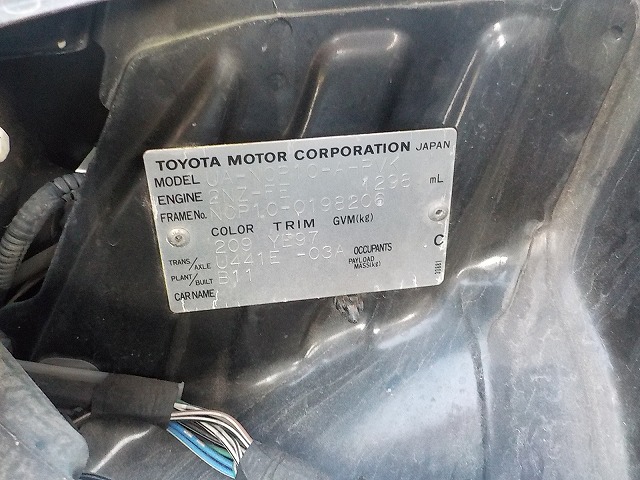 TOYOTA MOTOR CORPORATION JAPAN
MODEL
ENGINE 2NZ-FE 1298 mL
FRAME No. NCP10-0198206
COLOR TRIM GVM(kg)
209 YE97
TRANS/AXLE U441E -03A OCCUPANTS C
PLANT/BUILT B11 PAYLOAD MASS(kg)
CAR NAME